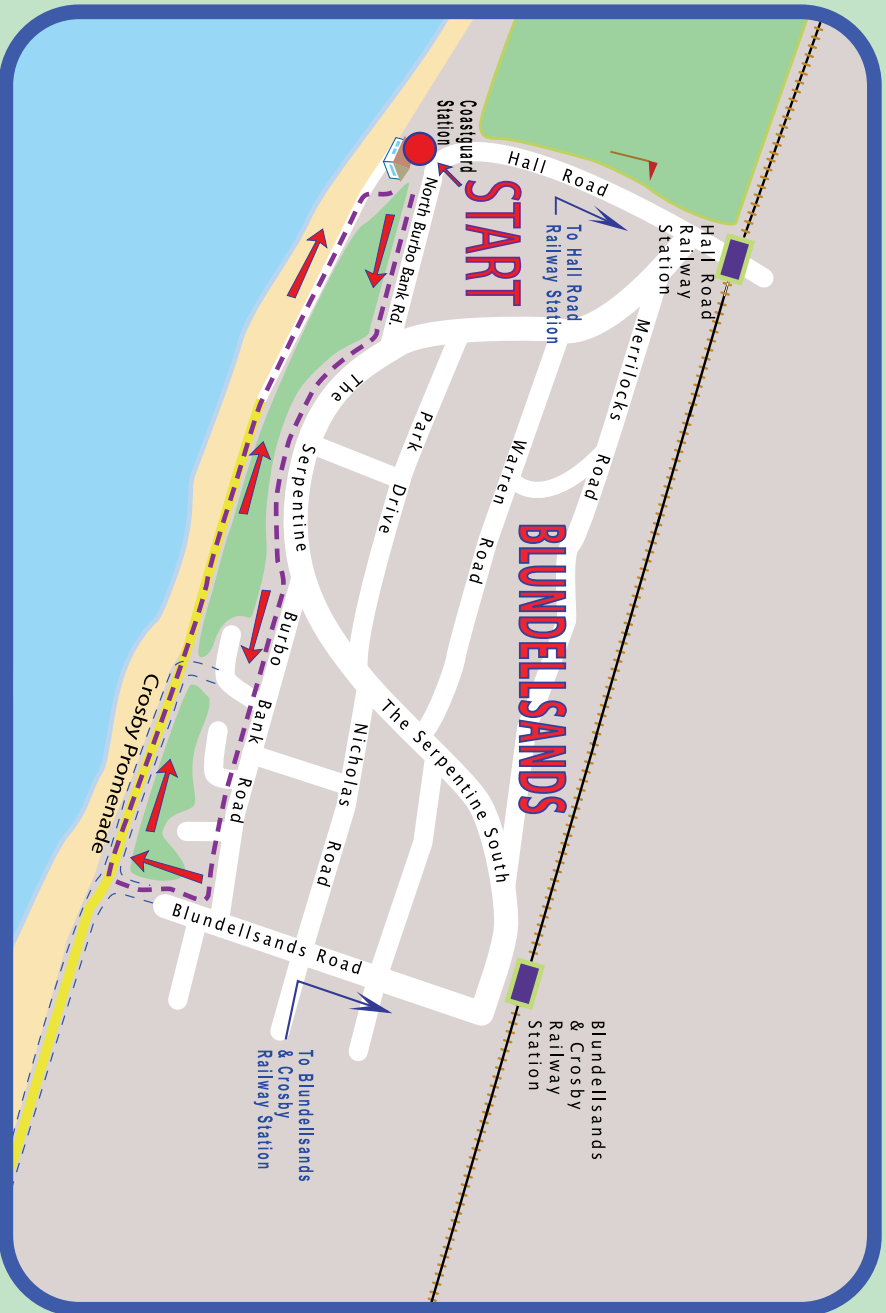 Coastguard
Station
START
Hall Road
North Burbo Bank Rd.
To Hall Road
Railway Station
Hall Road
Railway
Station
Merrilocks Road
The Serpentine
Park Drive
Warren Road
BLUNDELLSANDS
Burbo Bank Road
The Serpentine South
Nicholas Road
Crosby Promenade
Blundellsands Road
Blundellsands
& Crosby
Railway
Station
To Blundellsands
& Crosby
Railway Station